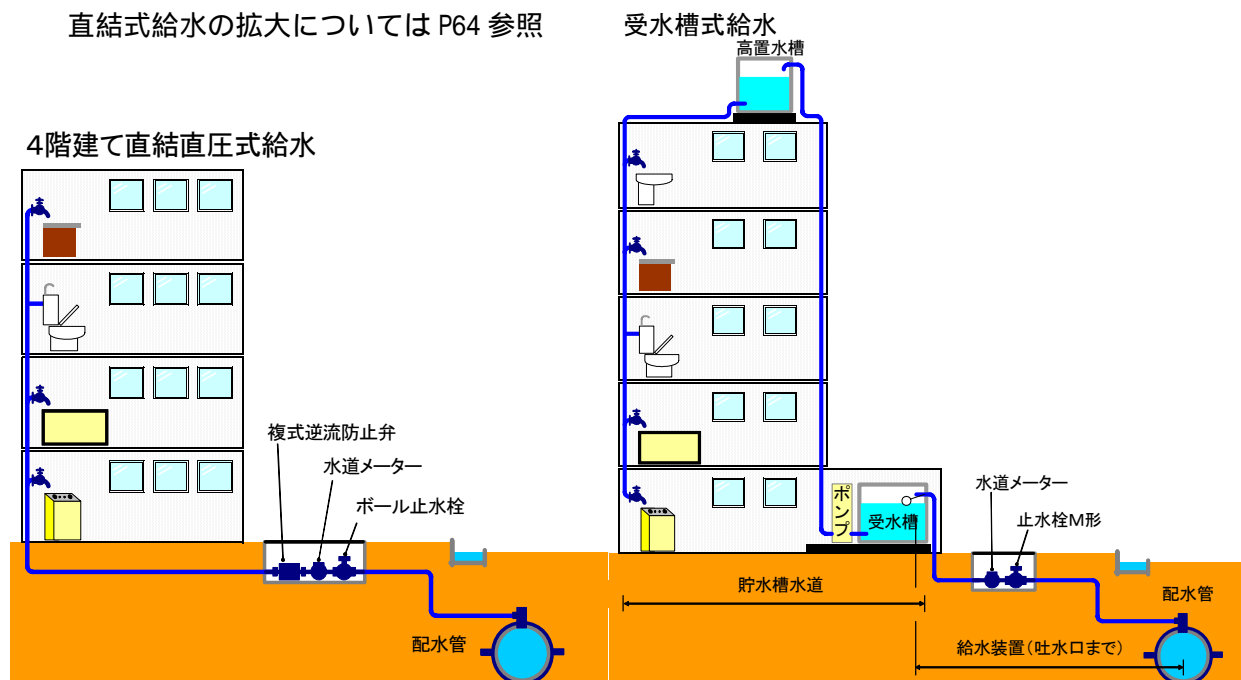 直結式給水の拡大については P64 参照
受水槽式給水
高置水槽
4階建て直結直圧式給水
複式逆流防止弁
水道メーター
ボール止水栓
配水管
ポンプ
受水槽
水道メーター
止水栓M形
貯水槽水道
配水管
給水装置(吐水口まで)